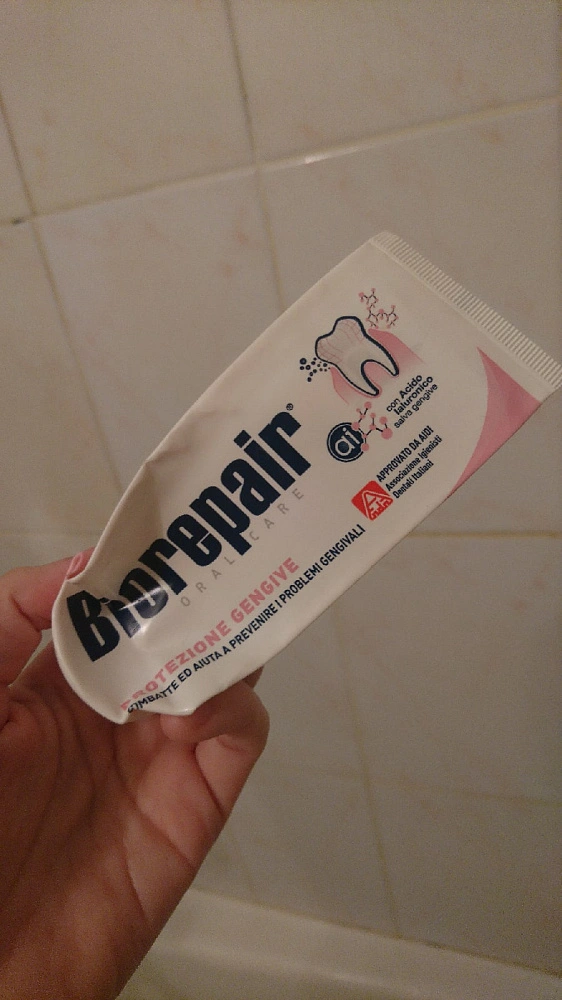 con Acido
Ialuronico
salva gengive
ai
Biorepair®
ORAL CARE
APPROVATO DA AIDI
Associazione Igienisti
Dentali Italiani
PROTEZIONE GENGIVE
COMBATTE ED AIUTA A PREVENIRE I PROBLEMI GENGIVALI